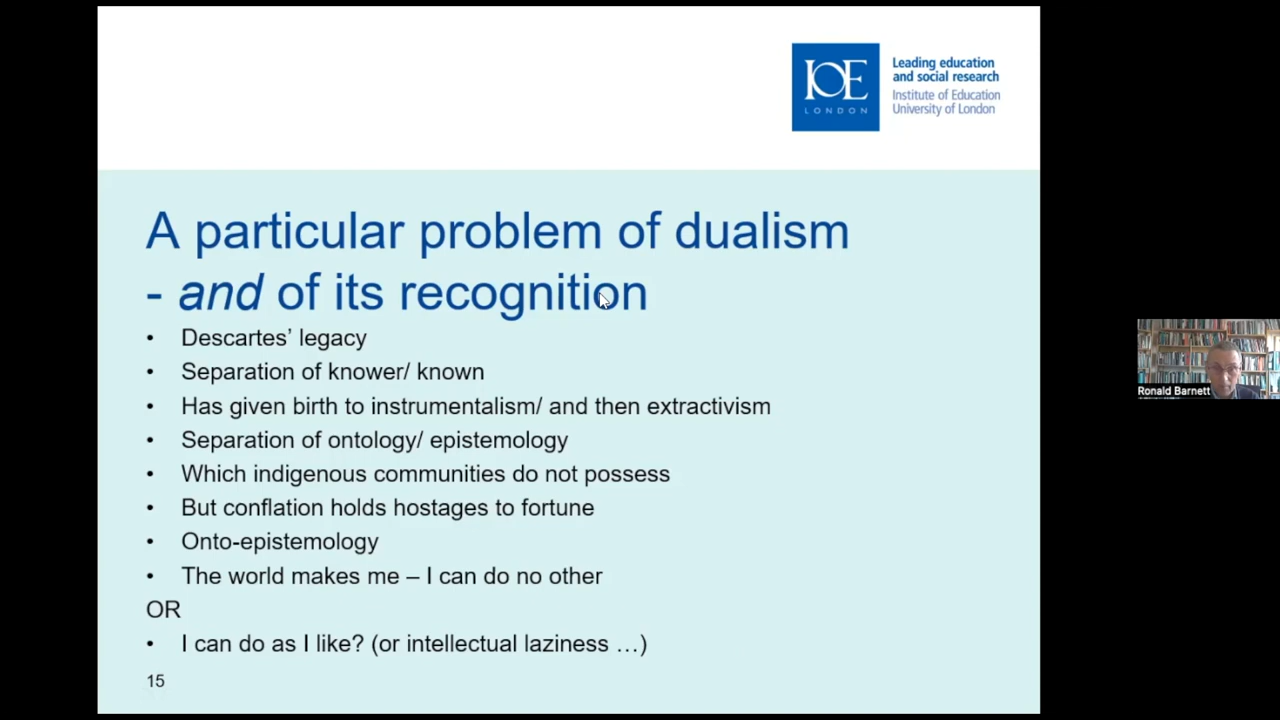 IOE
LONDON
Leading education
and social research
Institute of Education
University of London
A particular problem of dualism
- and of its recognition
• Descartes’ legacy
• Separation of knower/ known
• Has given birth to instrumentalism/ and then extractivism
• Separation of ontology/ epistemology
• Which indigenous communities do not possess
• But conflation holds hostages to fortune
• Onto-epistemology
• The world makes me – I can do no other
OR
• I can do as I like? (or intellectual laziness …)
15
Ronald Barnett